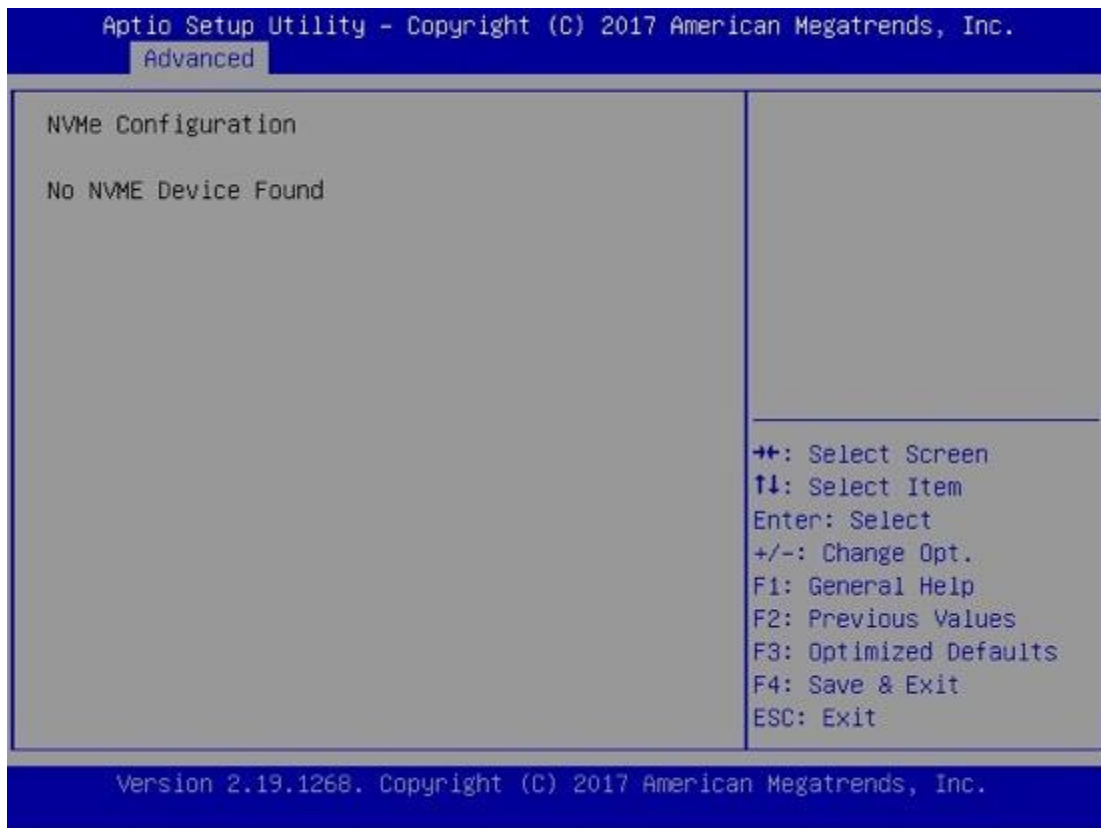 Aptio Setup Utility – Copyright (C) 2017 American Megatrends, Inc.
Advanced
NVMe Configuration
No NVME Device Found
→←: Select Screen
↑↓: Select Item
Enter: Select
+/-: Change Opt.
F1: General Help
F2: Previous Values
F3: Optimized Defaults
F4: Save & Exit
ESC: Exit
Version 2.19.1268. Copyright (C) 2017 American Megatrends, Inc.